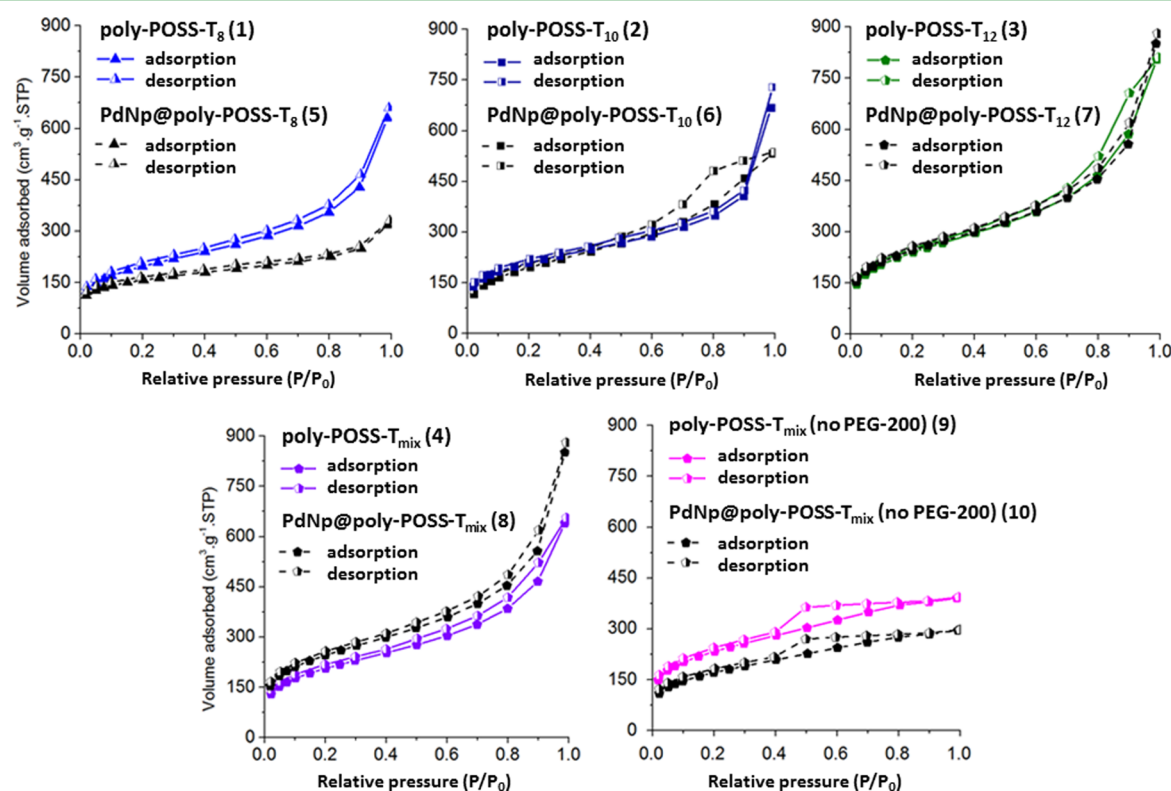 poly-POSS-T8 (1)
adsorption
desorption
PdNp@poly-POSS-T8 (5)
adsorption
desorption
900
750
600
450
300
150
0
0.0 0.2 0.4 0.6 0.8 1.0
Volume adsorbed (cm3.g-1.STP)
Relative pressure (P/P0)
poly-POSS-T10 (2)
adsorption
desorption
PdNp@poly-POSS-T10 (6)
adsorption
desorption
900
750
600
450
300
150
0
0.0 0.2 0.4 0.6 0.8 1.0
Relative pressure (P/P0)
poly-POSS-T12 (3)
adsorption
desorption
PdNp@poly-POSS-T12 (7)
adsorption
desorption
900
750
600
450
300
150
0
0.0 0.2 0.4 0.6 0.8 1.0
Relative pressure (P/P0)
poly-POSS-Tmix (4)
adsorption
desorption
PdNp@poly-POSS-Tmix (8)
adsorption
desorption
900
750
600
450
300
150
0
0.0 0.2 0.4 0.6 0.8 1.0
Volume adsorbed (cm3.g-1.STP)
Relative pressure (P/P0)
poly-POSS-Tmix (no PEG-200) (9)
adsorption
desorption
PdNp@poly-POSS-Tmix (no PEG-200) (10)
adsorption
desorption
900
750
600
450
300
150
0
0.0 0.2 0.4 0.6 0.8 1.0
Relative pressure (P/P0)